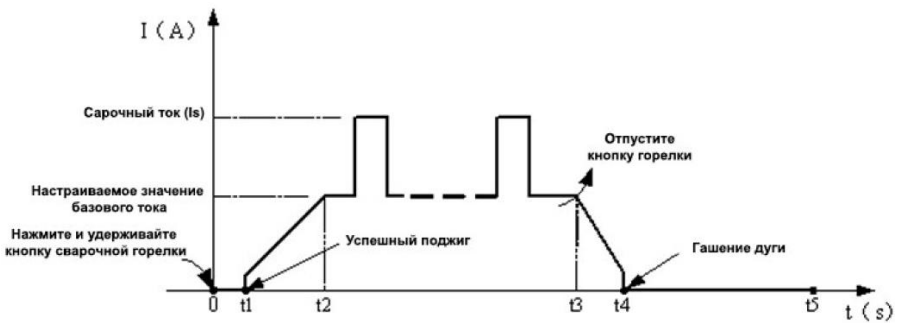 I(A)
Сарочный ток (Is)
Отпустите
кнопку горелки
Настраиваемое значение
базового тока
Нажмите и удерживайте
кнопку сварочной горелки
Успешный поджиг
Гашение дуги
0
t1
t2
t3
t4
t5
t(s)